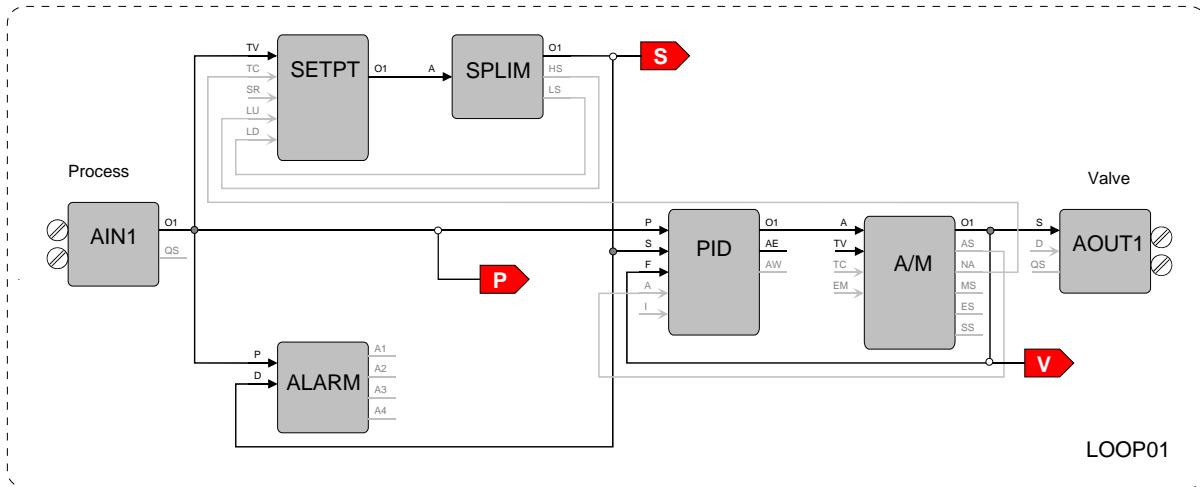 TV
TC
SR
LU
LD
SETPT
O1
A
SPLIM
O1
HS
LS
S
Process
AIN1
O1
QS
P
P
S
F
A
I
PID
O1
AE
AW
A
TV
TC
EM
A/M
O1
AS
NA
MS
ES
SS
Valve
S
D
QS
AOUT1
V
P
D
ALARM
A1
A2
A3
A4
LOOP01